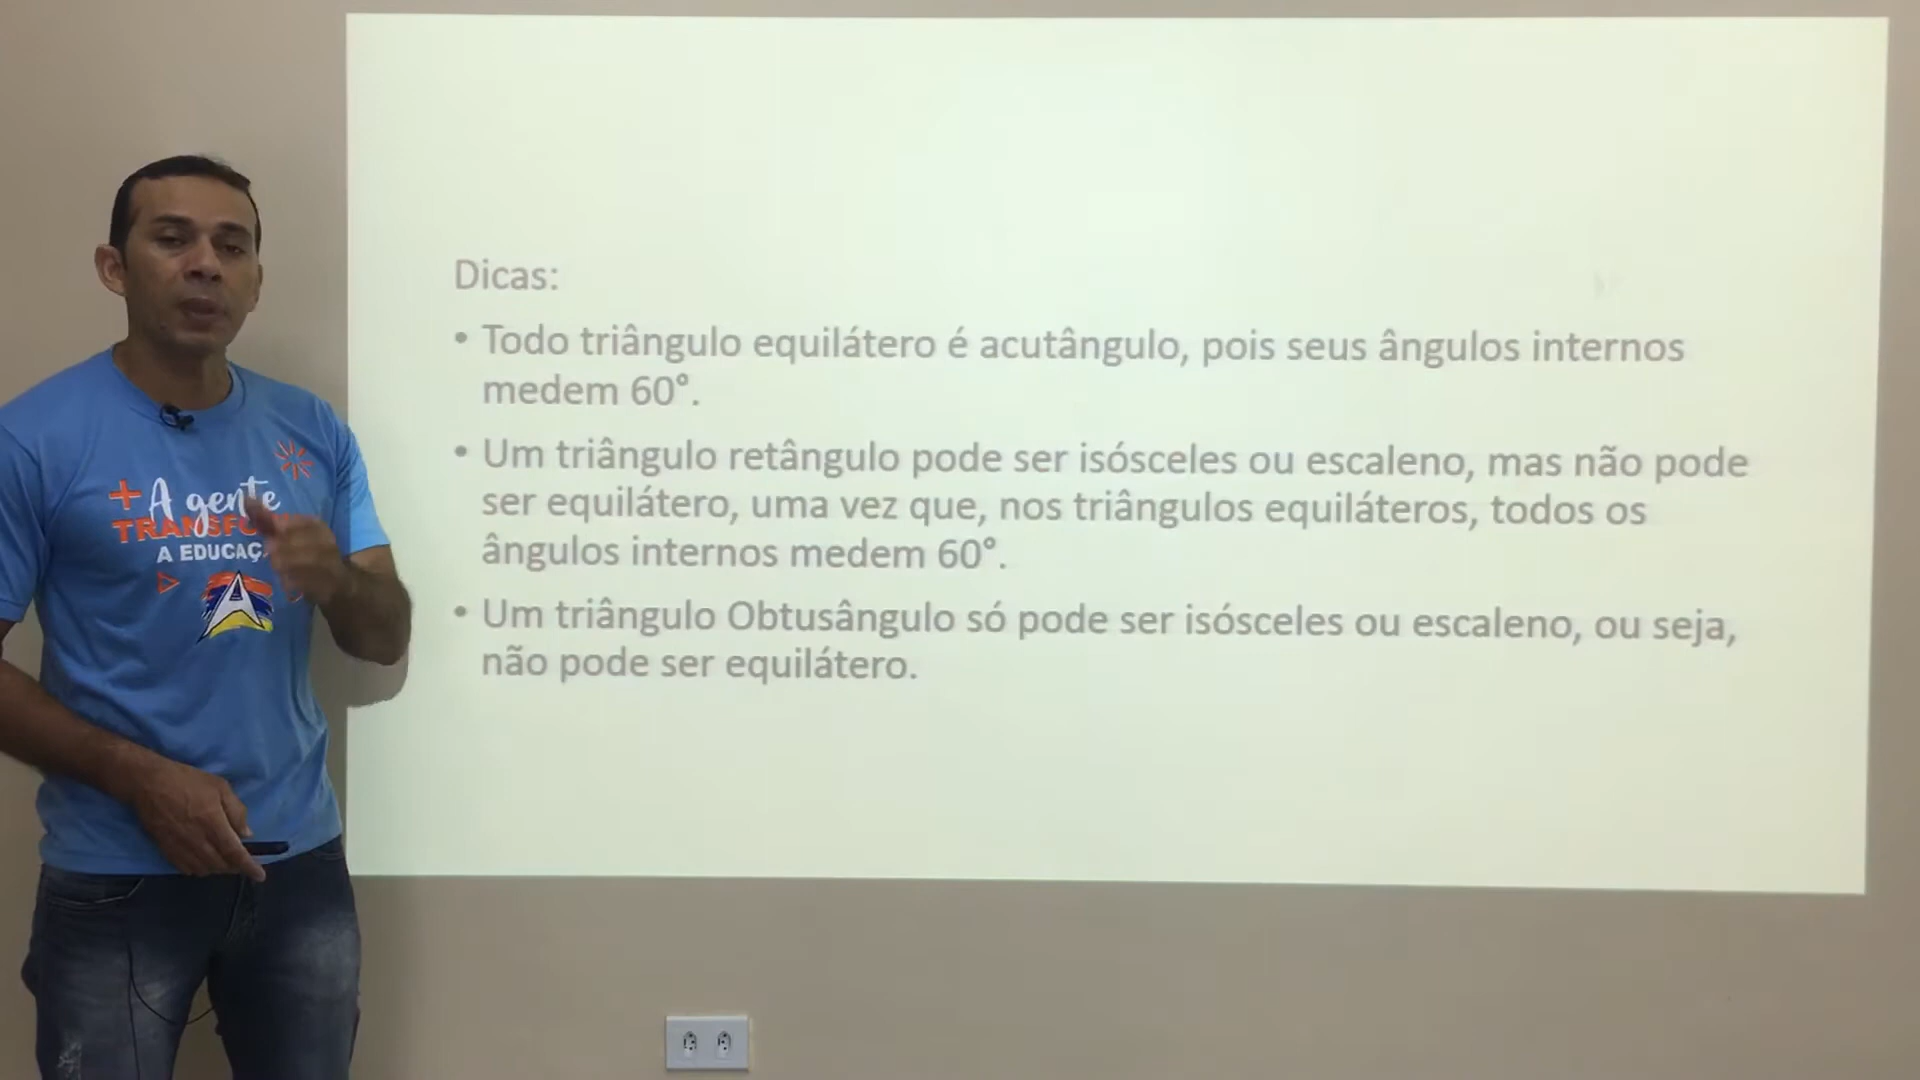 Dicas:
• Todo triângulo equilátero é acutângulo, pois seus ângulos internos
medem 60°.
• Um triângulo retângulo pode ser isósceles ou escaleno, mas não pode
ser equilátero, uma vez que, nos triângulos equiláteros, todos os
ângulos internos medem 60°.
• Um triângulo Obtusângulo só pode ser isósceles ou escaleno, ou seja,
não pode ser equilátero.
+ A gente
A